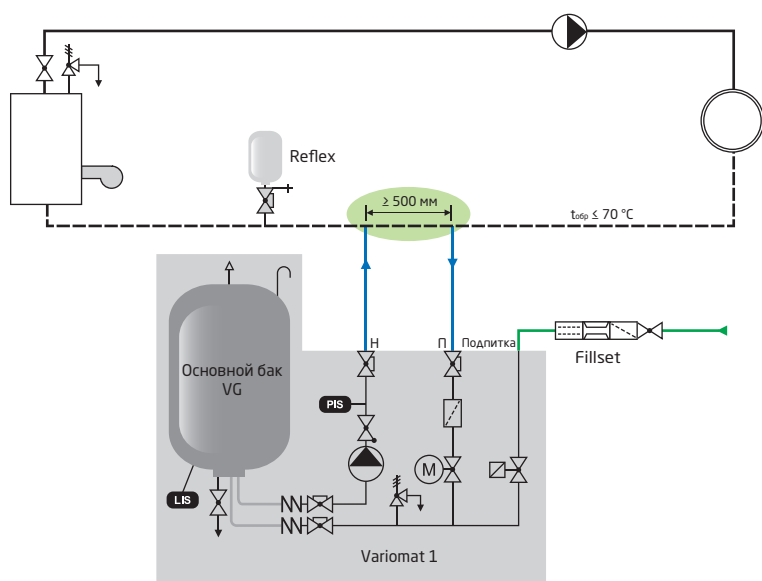 Reflex
≥ 500 мм
tобр ≤ 70 °C
Н
П
Подпитка
Fillset
Основной бак
VG
PIS
M
LIS
Variomat 1